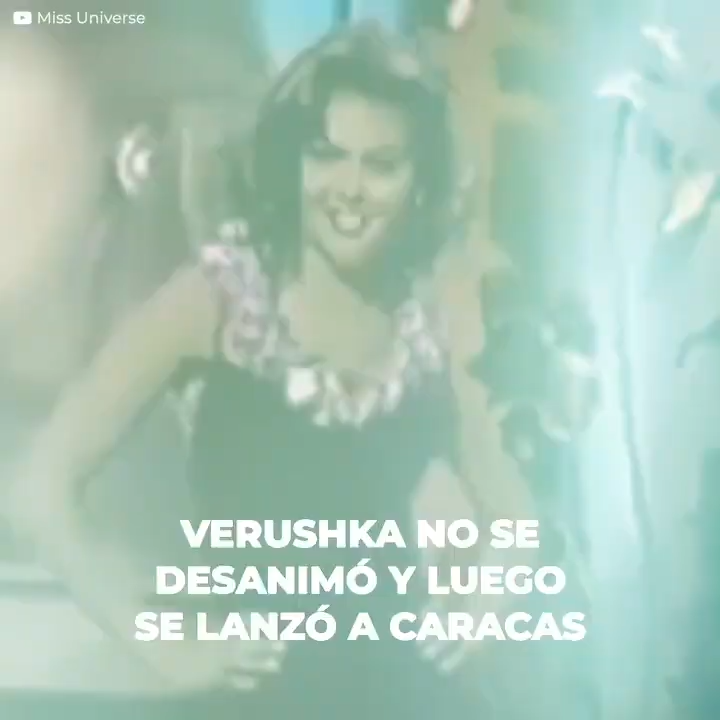 Miss Universe
VERUSHKA NO SE
DESANIMÓ Y LUEGO
SE LANZÓ A CARACAS